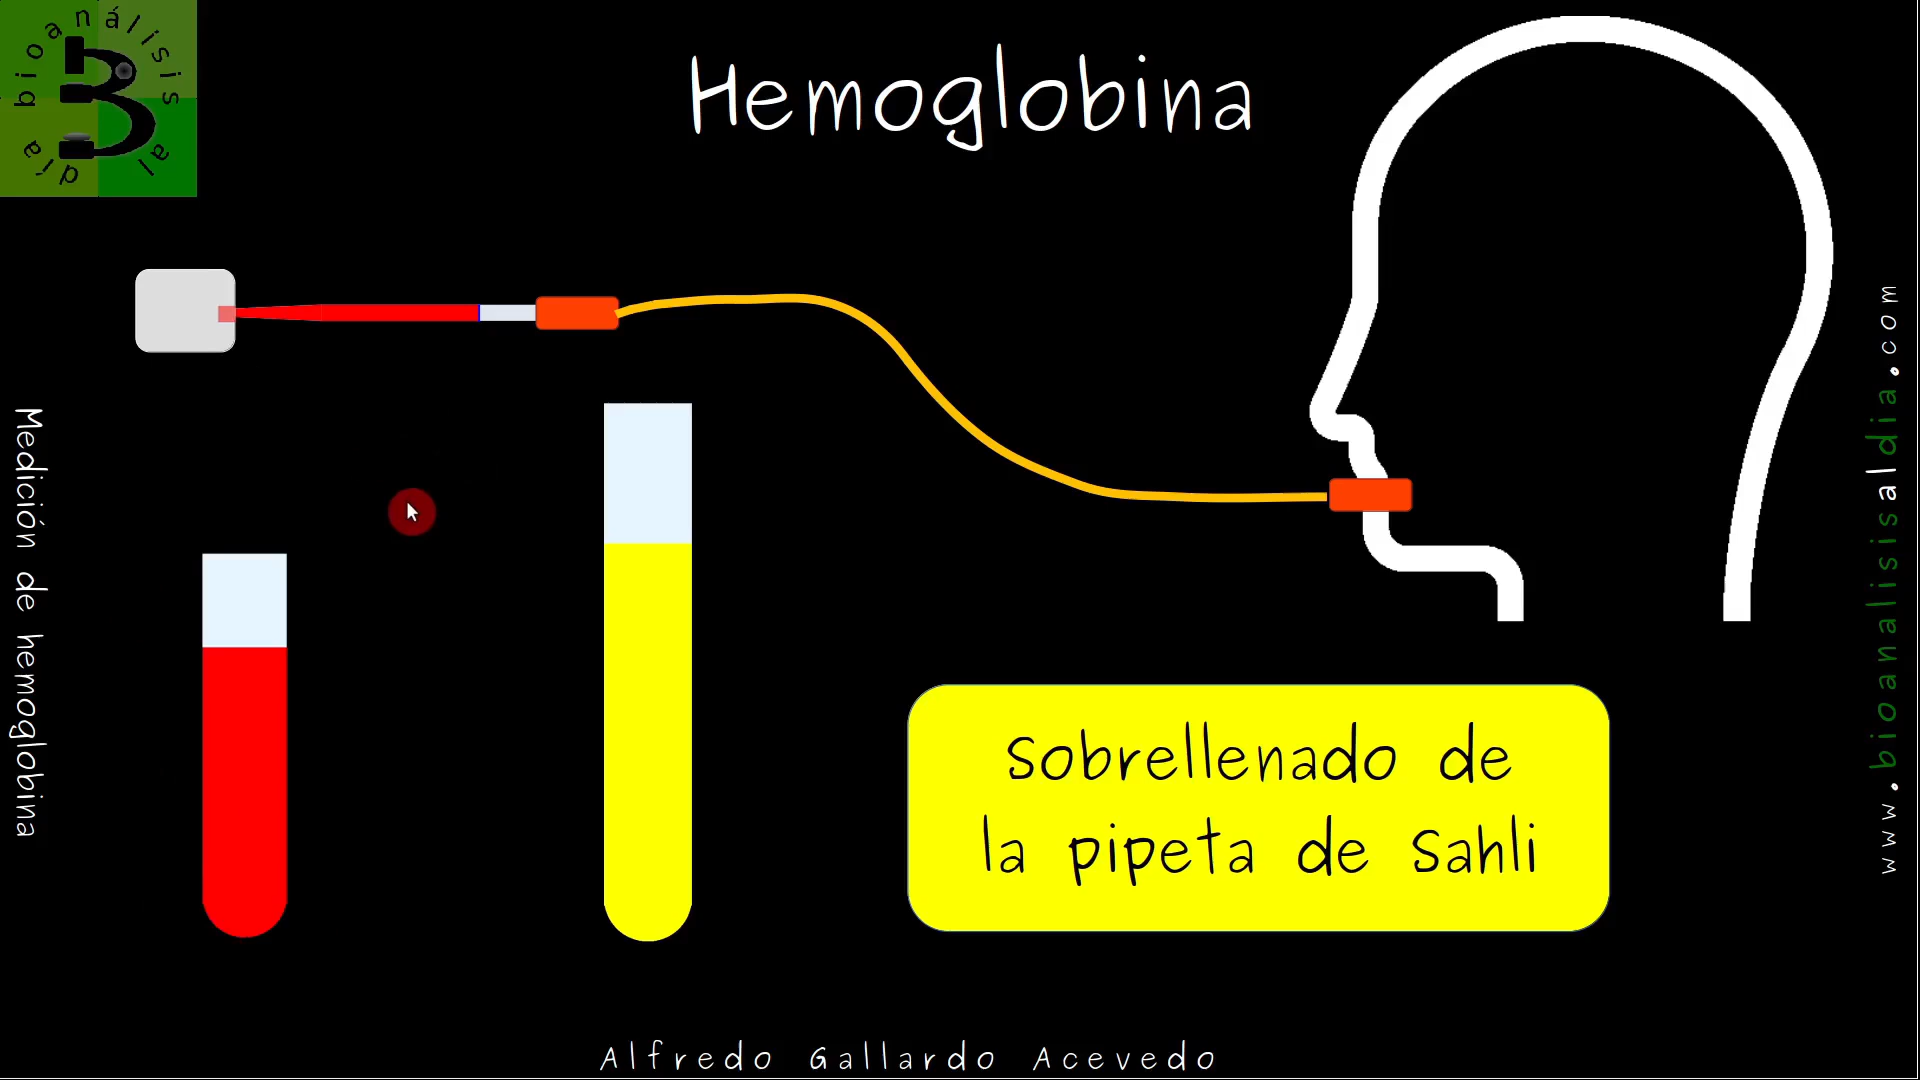 bioanálisis al día
Hemoglobina
Medición de hemoglobina
www.bioanalisisaldia.com
Sobrellenado de
la pipeta de Sahli
Alfredo Gallardo Acevedo